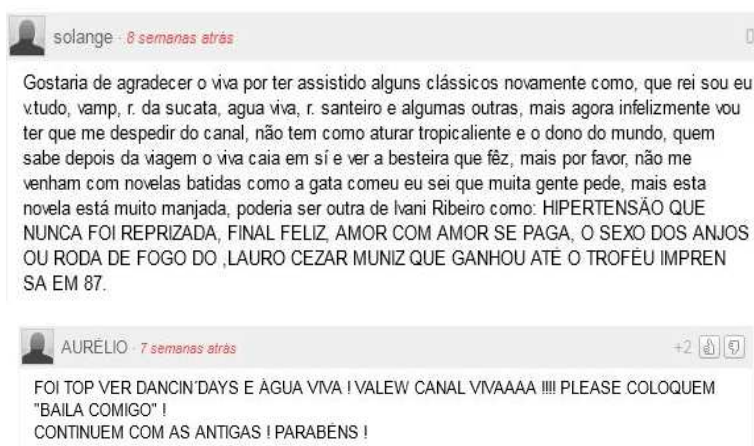 solange · 8 semanas atrás 0
Gostaria de agradecer o viva por ter assistido alguns clássicos novamente como, que rei sou eu
v.tudo, vamp, r. da sucata, agua viva, r. santeiro e algumas outras, mais agora infelizmente vou
ter que me despedir do canal, não tem como aturar tropicaliente e o dono do mundo, quem
sabe depois da viagem o viva caia em sí e ver a besteira que fêz, mais por favor, não me
venham com novelas batidas como a gata comeu eu sei que muita gente pede, mais esta
novela está muito manjada, poderia ser outra de Ivani Ribeiro como: HIPERTENSÃO QUE
NUNCA FOI REPRIZADA, FINAL FELIZ, AMOR COM AMOR SE PAGA, O SEXO DOS ANJOS
OU RODA DE FOGO DO ,LAURO CEZAR MUNIZ QUE GANHOU ATÉ O TROFÉU IMPREN
SA EM 87.
AURÉLIO · 7 semanas atrás +2
FOI TOP VER DANCIN´DAYS E ÀGUA VIVA ! VALEW CANAL VIVAAAA !!!! PLEASE COLOQUEM
"BAILA COMIGO" !
CONTINUEM COM AS ANTIGAS ! PARABÉNS !